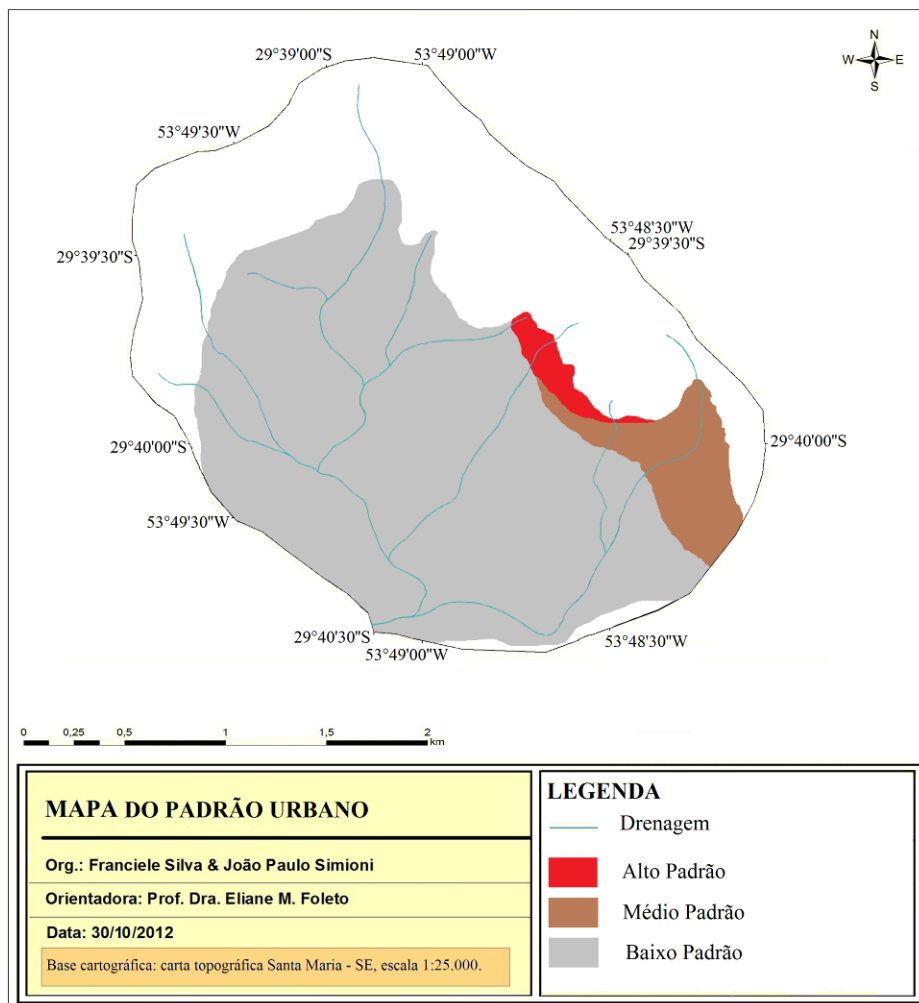 29°39'00"S
53°49'00"W
N
W E
S
53°49'30"W
53°48'30"W
29°39'30"S
29°39'30"S
29°40'00"S
29°40'00"S
53°49'30"W
29°40'30"S
53°49'00"W
53°48'30"W
0 0,25 0,5 1 1,5 2
km
MAPA DO PADRÃO URBANO
Org.: Franciele Silva & João Paulo Simioni
Orientadora: Prof. Dra. Eliane M. Foleto
Data: 30/10/2012
Base cartográfica: carta topográfica Santa Maria - SE, escala 1:25.000.
LEGENDA
Drenagem
Alto Padrão
Médio Padrão
Baixo Padrão